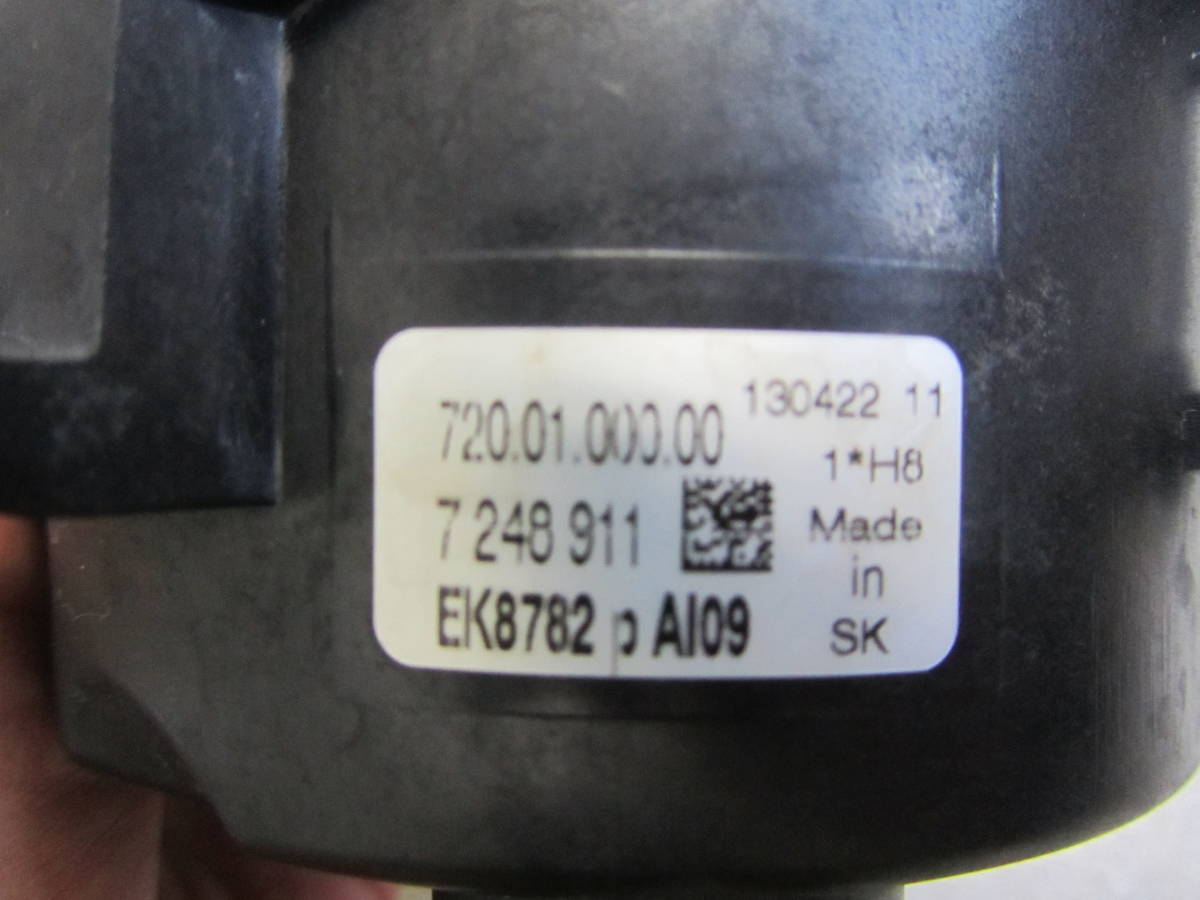 720.01.000.00
7 248 911
EK8782 p AI09
130422 11
1*H8
Made
in
SK